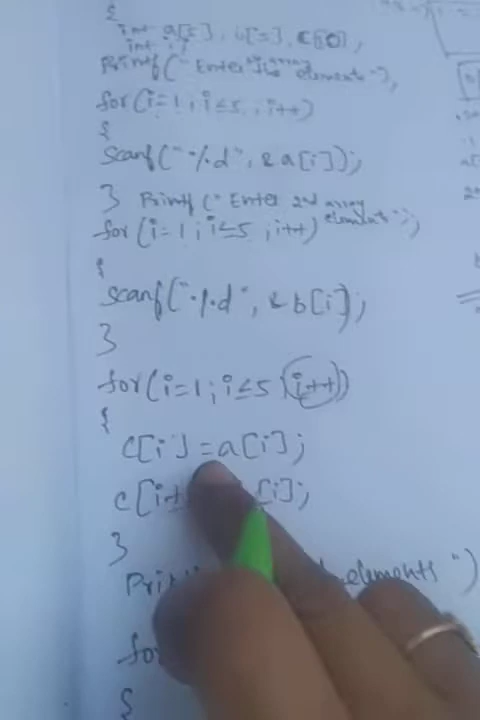 {
int a[5], b[5], c[10],
int i;
Printf(" Enter 1st array elements"),
for(i=1; i≤5; i++)
{
scanf("%d", &a[i]);
} Printf (" Enter 2nd array elements");
for(i=1; i≤5; i++)
{
scanf("%d", &b[i]);
}
for(i=1; i≤5 i++)
{
c[i]=a[i];
[i];
}
elements ")
{